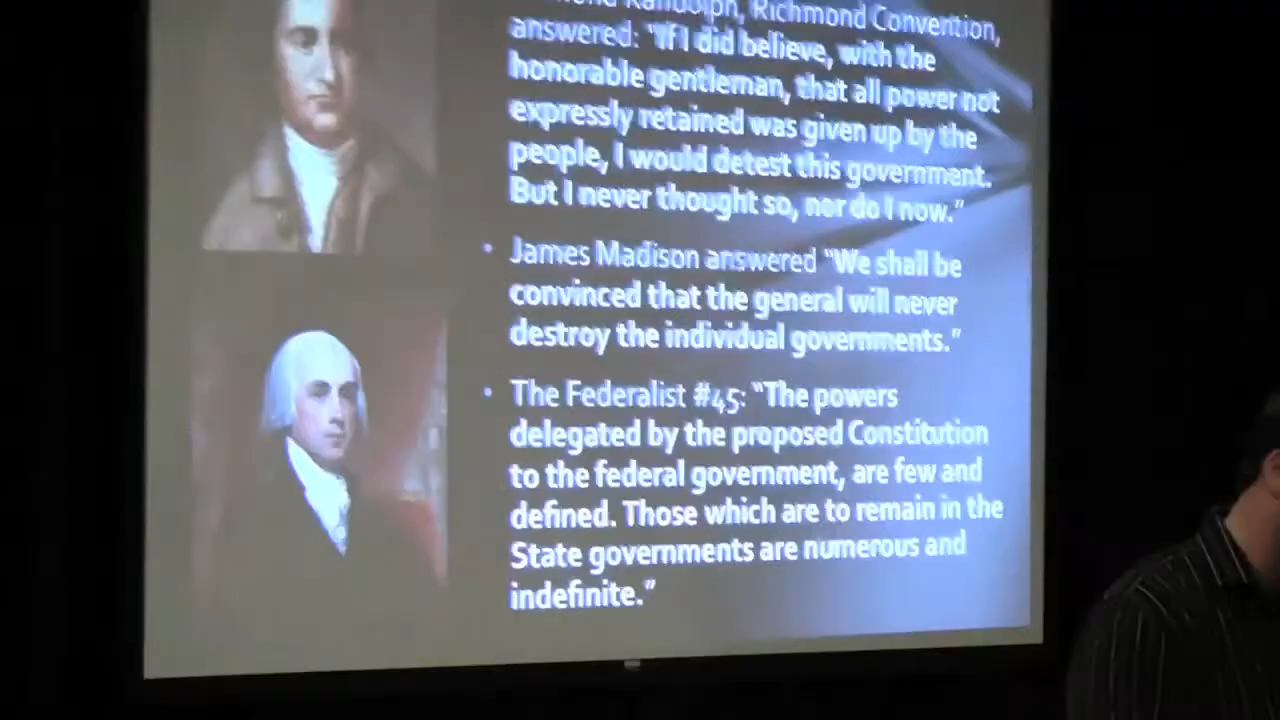 Randolph, Richmond Convention,
answered: "If I did believe, with the
honorable gentleman, that all power not
expressly retained was given up by the
people, I would detest this government.
But I never thought so, nor do I now."
• James Madison answered "We shall be
convinced that the general will never
destroy the individual governments."
• The Federalist #45: "The powers
delegated by the proposed Constitution
to the federal government, are few and
defined. Those which are to remain in the
State governments are numerous and
indefinite."